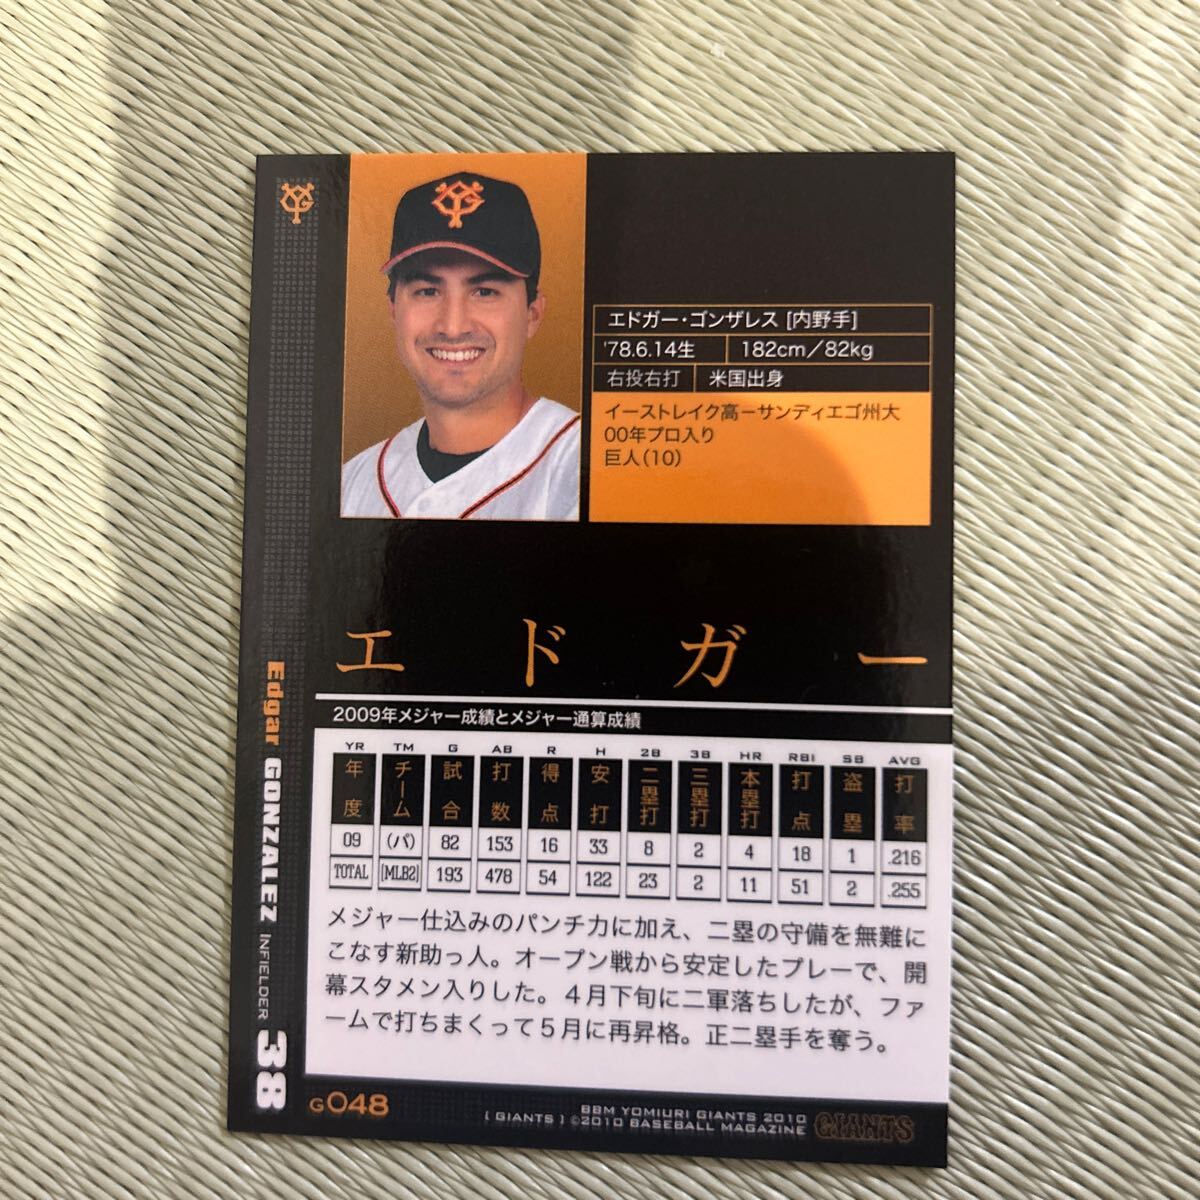 YG
エドガー・ゴンザレス [内野手]
'78.6.14生
182cm／82kg
右投右打
米国出身
イーストレイク高－サンディエゴ州大
00年プロ入り
巨人(10)
エドガー
Edgar GONZALEZ INFIELDER 38
2009年メジャー成績とメジャー通算成績
YR TM G AB R H 2B 3B HR RBI SB AVG
年度 チーム 試合 打数 得点 安打 二塁打 三塁打 本塁打 打点 盗塁 打率
09 (パ) 82 153 16 33 8 2 4 18 1 .216
TOTAL [MLB2] 193 478 54 122 23 2 11 51 2 .255
メジャー仕込みのパンチ力に加え、二塁の守備を無難に
こなす新助っ人。オープン戦から安定したプレーで、開
幕スタメン入りした。４月下旬に二軍落ちしたが、ファ
ームで打ちまくって５月に再昇格。正二塁手を奪う。
G048
BBM YOMIURI GIANTS 2010
[ GIANTS ] ©2010 BASEBALL MAGAZINE
GIANTS